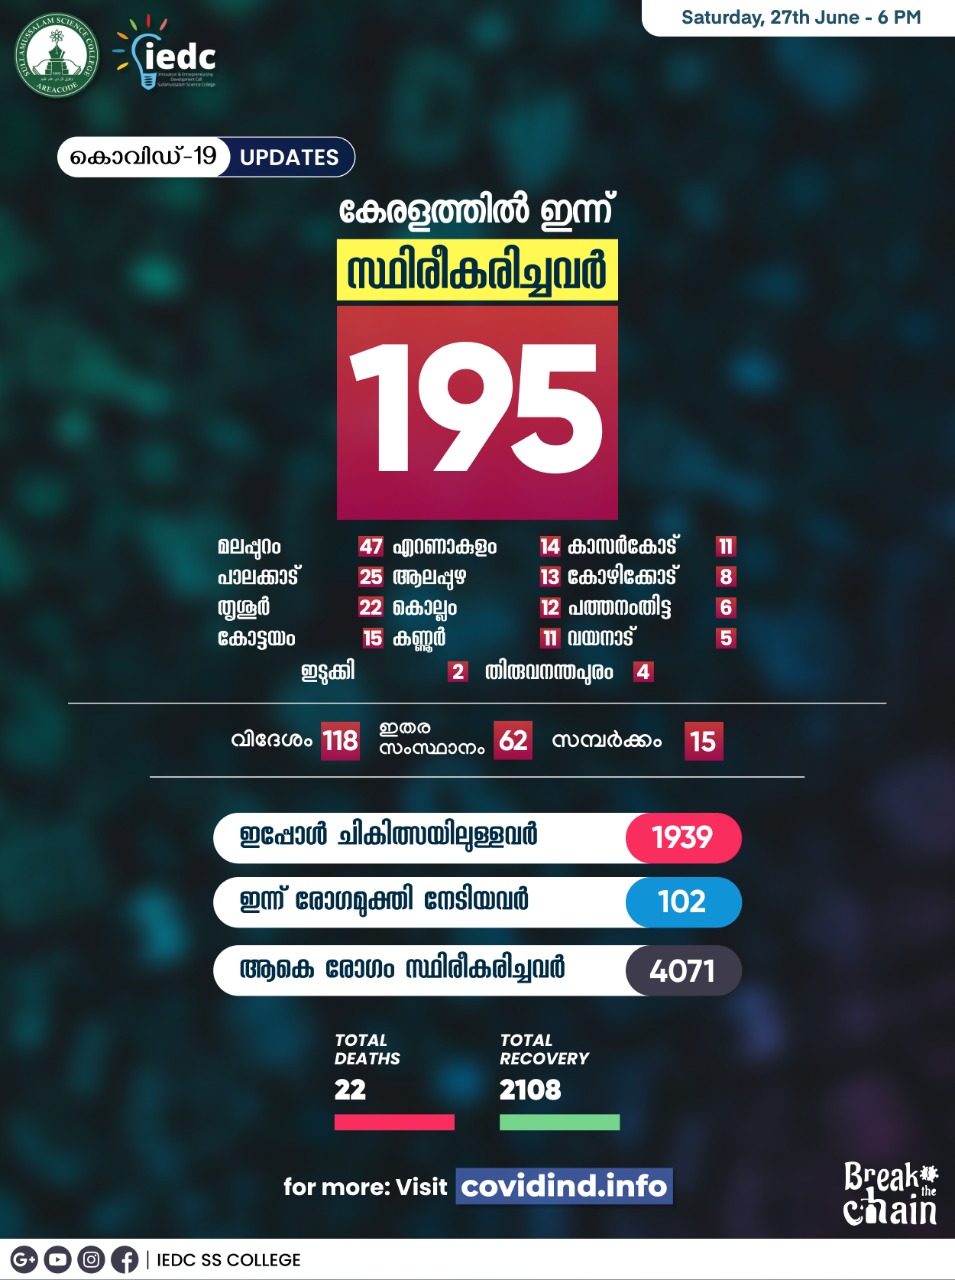 Saturday, 27th June - 6 PM
SULLAMUSSALAM SCIENCE COLLEGE
AREACODE
iedc
Innovation & Entrepreneurship
Development Cell
Sullamussalam Science College
കൊവിഡ്-19 UPDATES
കേരളത്തിൽ ഇന്ന്
സ്ഥിരീകരിച്ചവർ
195
മലപ്പുറം 47 എറണാകുളം 14 കാസർകോട് 11
പാലക്കാട് 25 ആലപ്പുഴ 13 കോഴിക്കോട് 8
തൃശൂർ 22 കൊല്ലം 12 പത്തനംതിട്ട 6
കോട്ടയം 15 കണ്ണൂർ 11 വയനാട് 5
ഇടുക്കി 2 തിരുവനന്തപുരം 4
വിദേശം 118 ഇതര സംസ്ഥാനം 62 സമ്പർക്കം 15
ഇപ്പോൾ ചികിത്സയിലുള്ളവർ 1939
ഇന്ന് രോഗമുക്തി നേടിയവർ 102
ആകെ രോഗം സ്ഥിരീകരിച്ചവർ 4071
TOTAL
DEATHS
22
TOTAL
RECOVERY
2108
for more: Visit covidind.info
Break
the
chain
G+ | IEDC SS COLLEGE